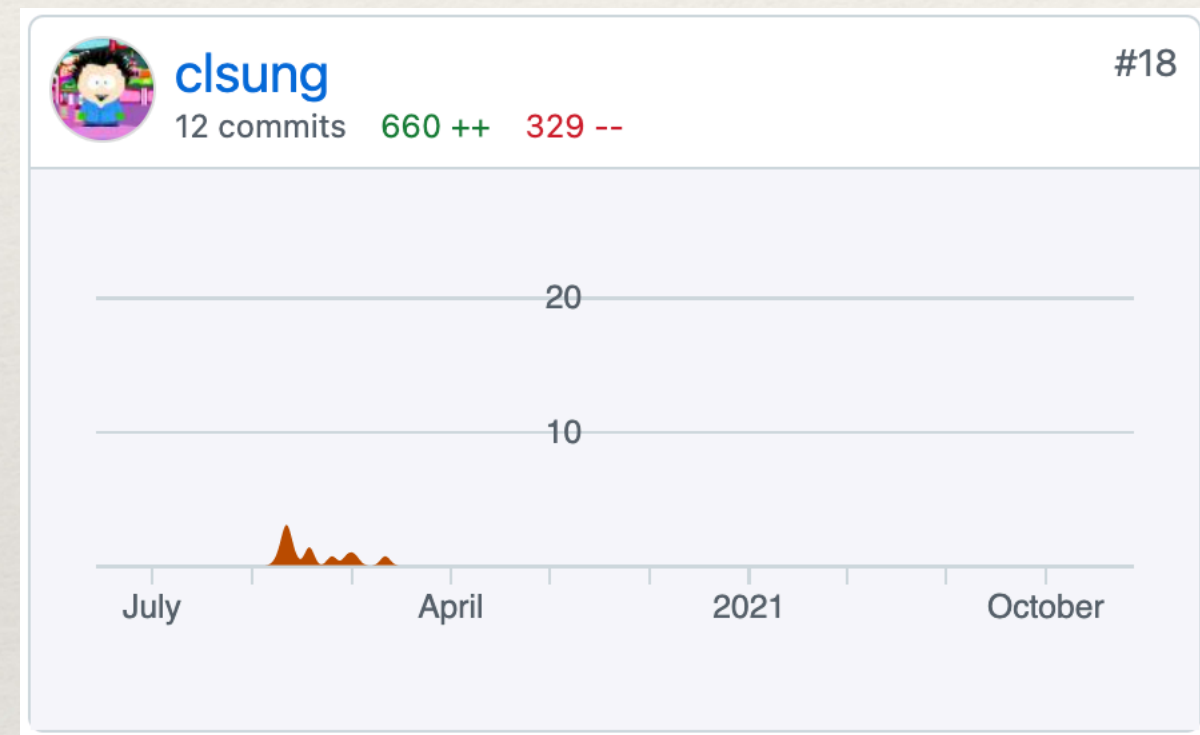 clsung
#18
12 commits 660 ++ 329 --
20
10
July April 2021 October